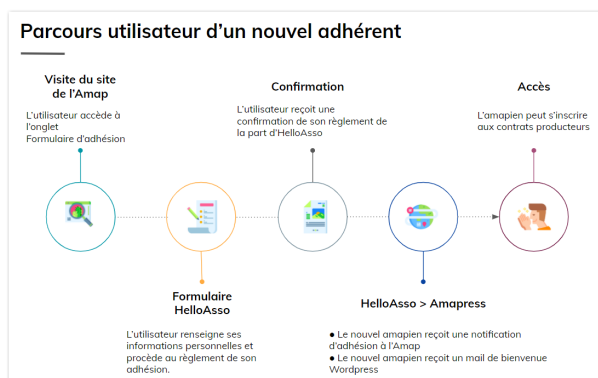 Parcours utilisateur d'un nouvel adhérent
Visite du site
de l'Amap
L'utilisateur accède à
l'onglet
Formulaire d'adhésion
Formulaire
HelloAsso
L'utilisateur renseigne ses
informations personnelles et
procède au règlement de son
adhésion.
Confirmation
L'utilisateur reçoit une
confirmation de son règlement de
la part d'HelloAsso
HelloAsso > Amapress
● Le nouvel amapien reçoit une notification
d'adhésion à l'Amap
● Le nouvel amapien reçoit un mail de bienvenue
Wordpress
Accès
L'amapien peut s'inscrire
aux contrats producteurs